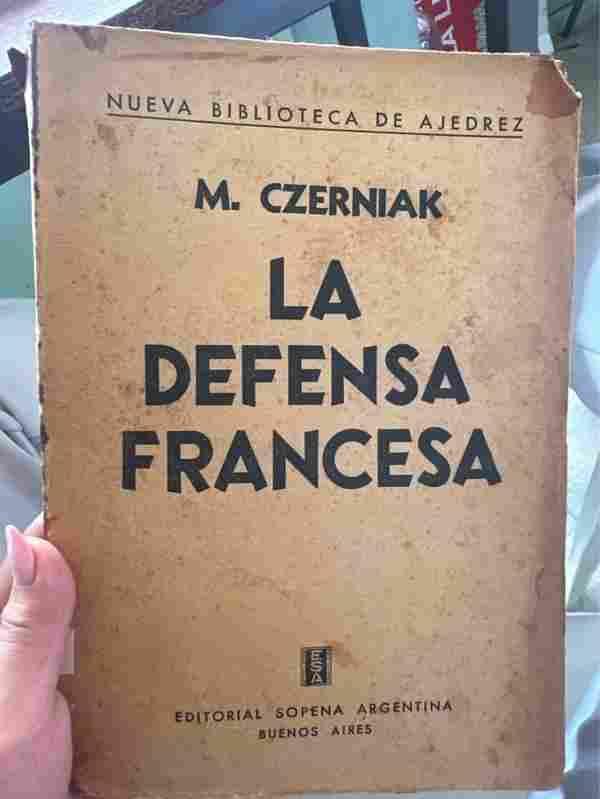 NUEVA BIBLIOTECA DE AJEDREZ
M. CZERNIAK
LA
DEFENSA
FRANCESA
ESA
EDITORIAL SOPENA ARGENTINA
BUENOS AIRES